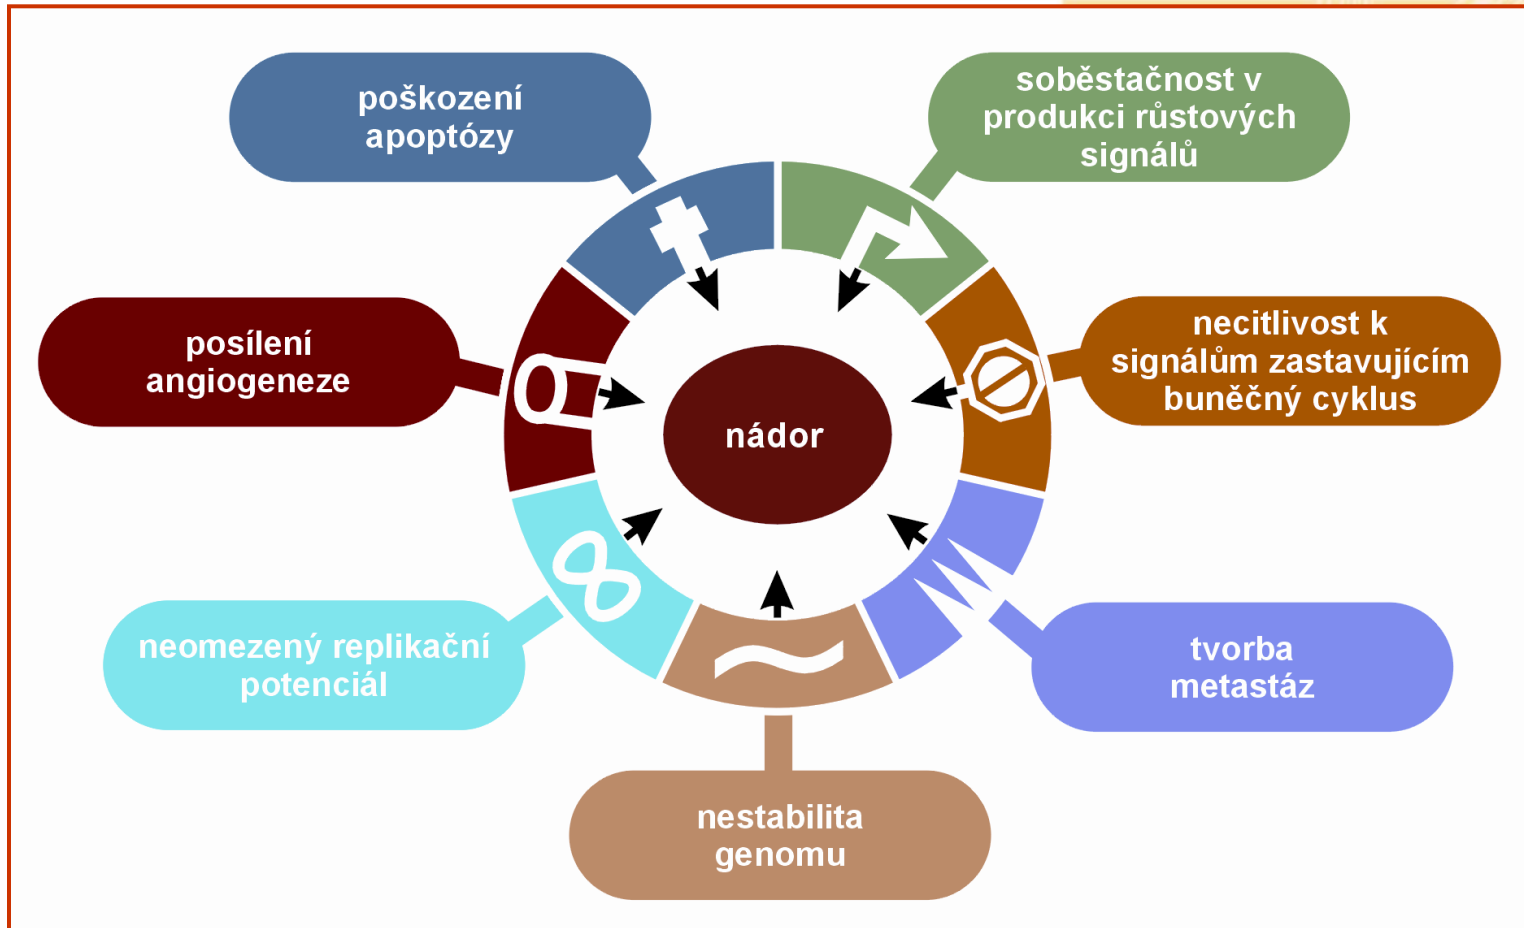 poškození
apoptózy
soběstačnost v
produkci růstových
signálů
posílení
angiogeneze
necitlivost k
signálům zastavujícím
buněčný cyklus
nádor
neomezený replikační
potenciál
tvorba
metastáz
nestabilita
genomu